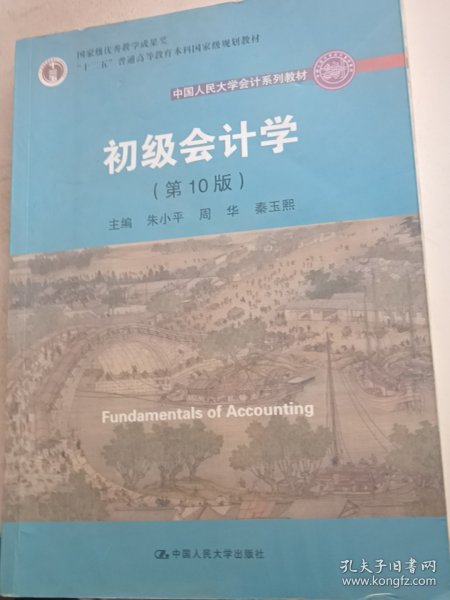 国家级优秀教学成果奖
“十二五”普通高等教育本科国家级规划教材
中国人民大学会计系列教材
初级会计学
（第10版）
主编 朱小平 周 华 秦玉熙
Fundamentals of Accounting
中国人民大学出版社
孔夫子旧书网
www.kongfz.com